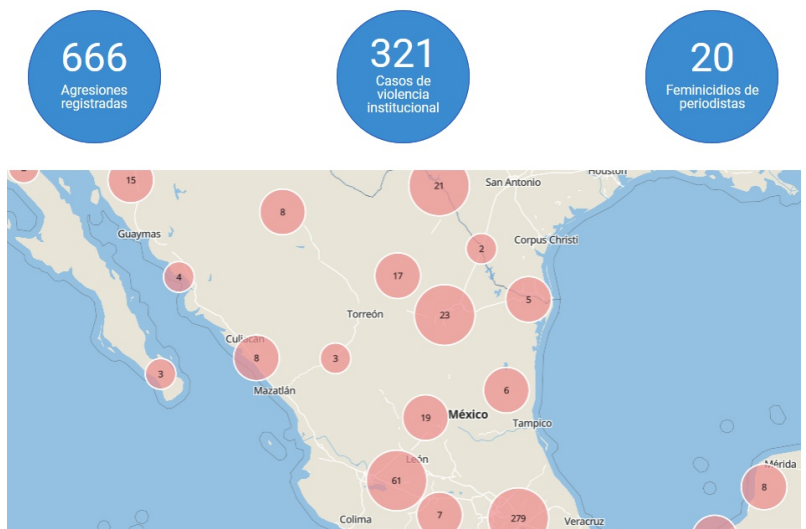 666
Agresiones
registradas
321
Casos de
violencia
institucional
20
Feminicidios de
periodistas
Houston
15
21
San Antonio
8
Guaymas
2
Corpus Christi
4
17
5
Torreón
23
Culiacán
8
3
3
Mazatlán
6
19
México
Tampico
León
61
Mérida
8
7
279
Colima
Veracruz